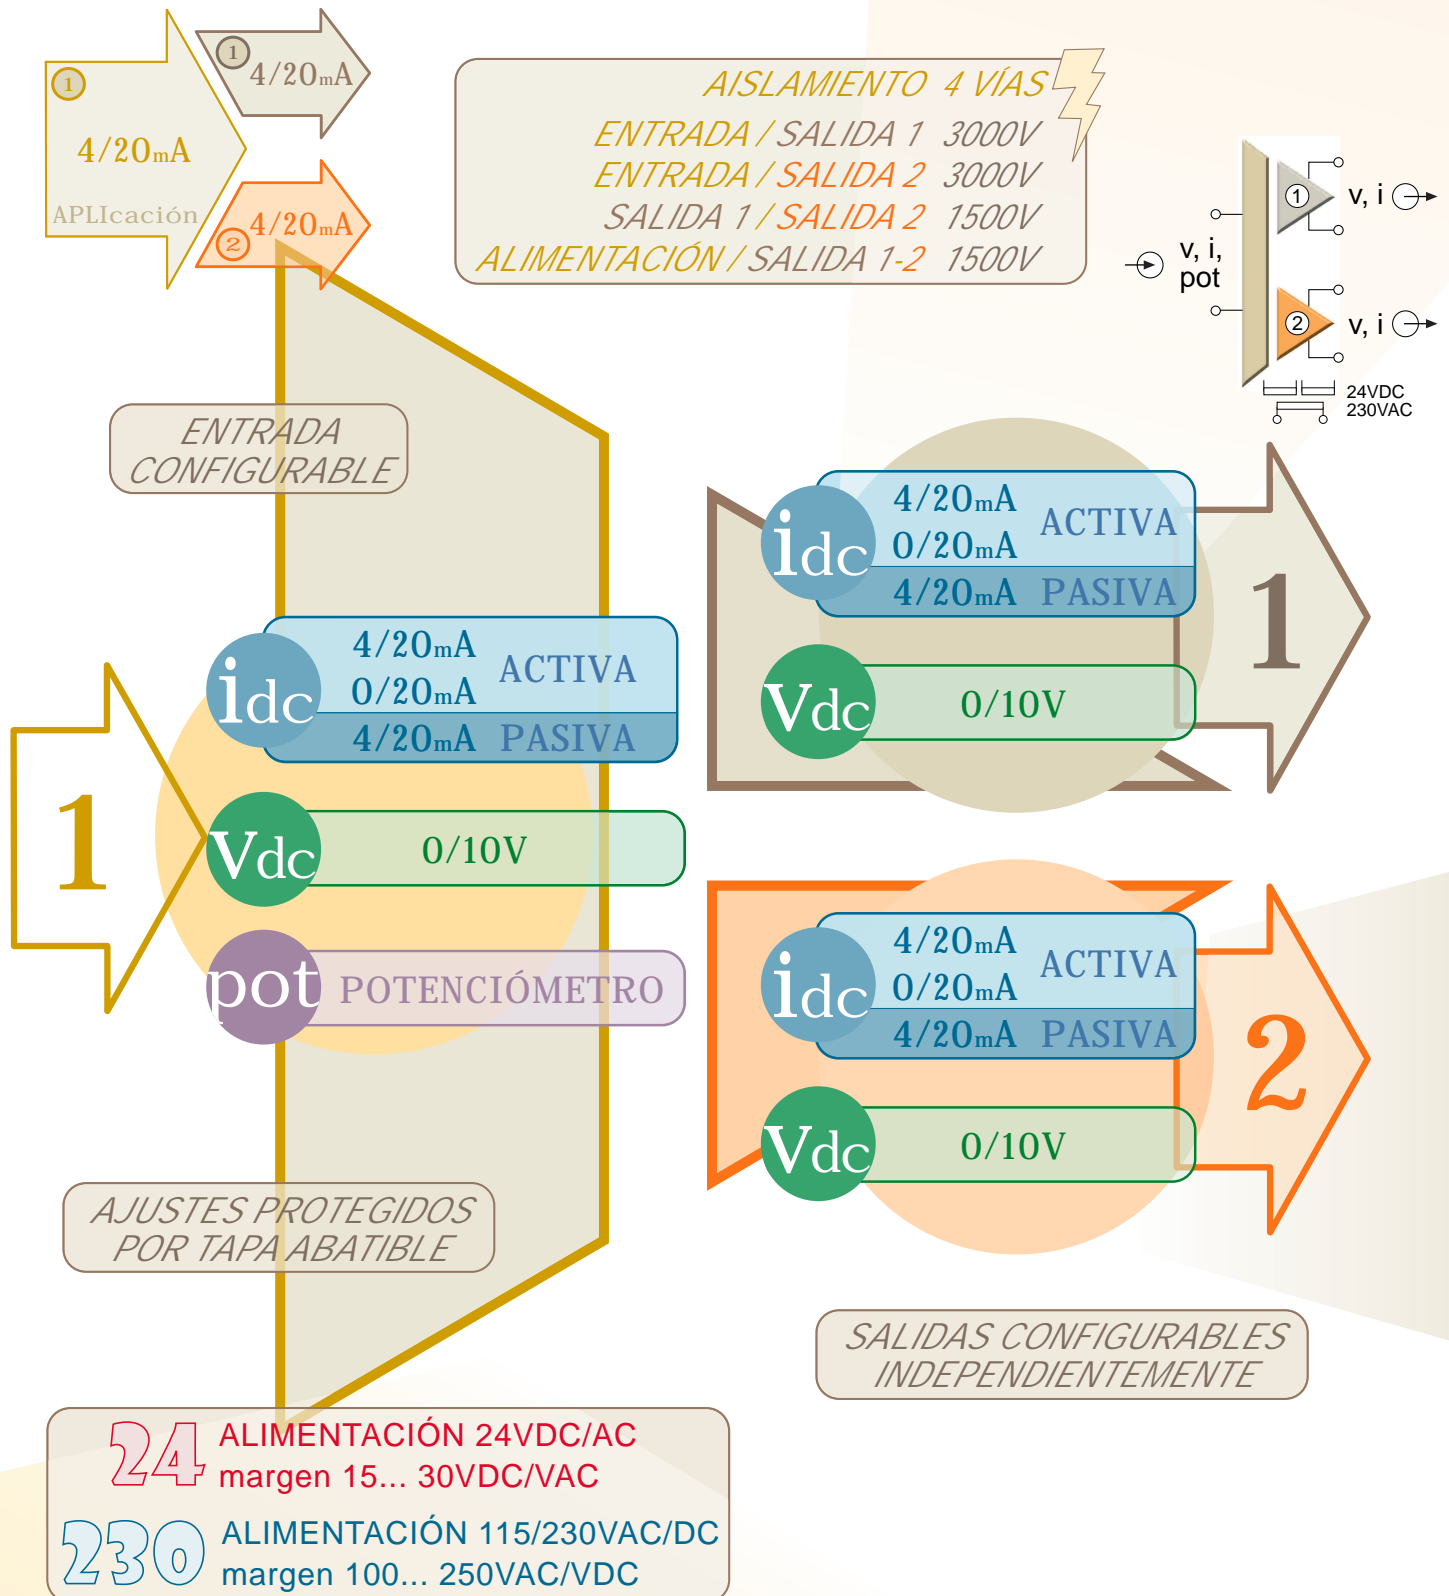 1
4/20mA
APLIcación
1
4/20mA
2
4/20mA
AISLAMIENTO 4 VÍAS
ENTRADA / SALIDA 1 3000V
ENTRADA / SALIDA 2 3000V
SALIDA 1 / SALIDA 2 1500V
ALIMENTACIÓN / SALIDA 1-2 1500V
v, i,
pot
1
v, i
2
v, i
24VDC
230VAC
ENTRADA
CONFIGURABLE
1
idc
4/20mA
0/20mA
ACTIVA
4/20mA PASIVA
Vdc
0/10V
pot
POTENCIÓMETRO
idc
4/20mA
0/20mA
ACTIVA
4/20mA PASIVA
Vdc
0/10V
1
idc
4/20mA
0/20mA
ACTIVA
4/20mA PASIVA
Vdc
0/10V
2
AJUSTES PROTEGIDOS
POR TAPA ABATIBLE
SALIDAS CONFIGURABLES
INDEPENDIENTEMENTE
24
ALIMENTACIÓN 24VDC/AC
margen 15... 30VDC/VAC
230
ALIMENTACIÓN 115/230VAC/DC
margen 100... 250VAC/VDC